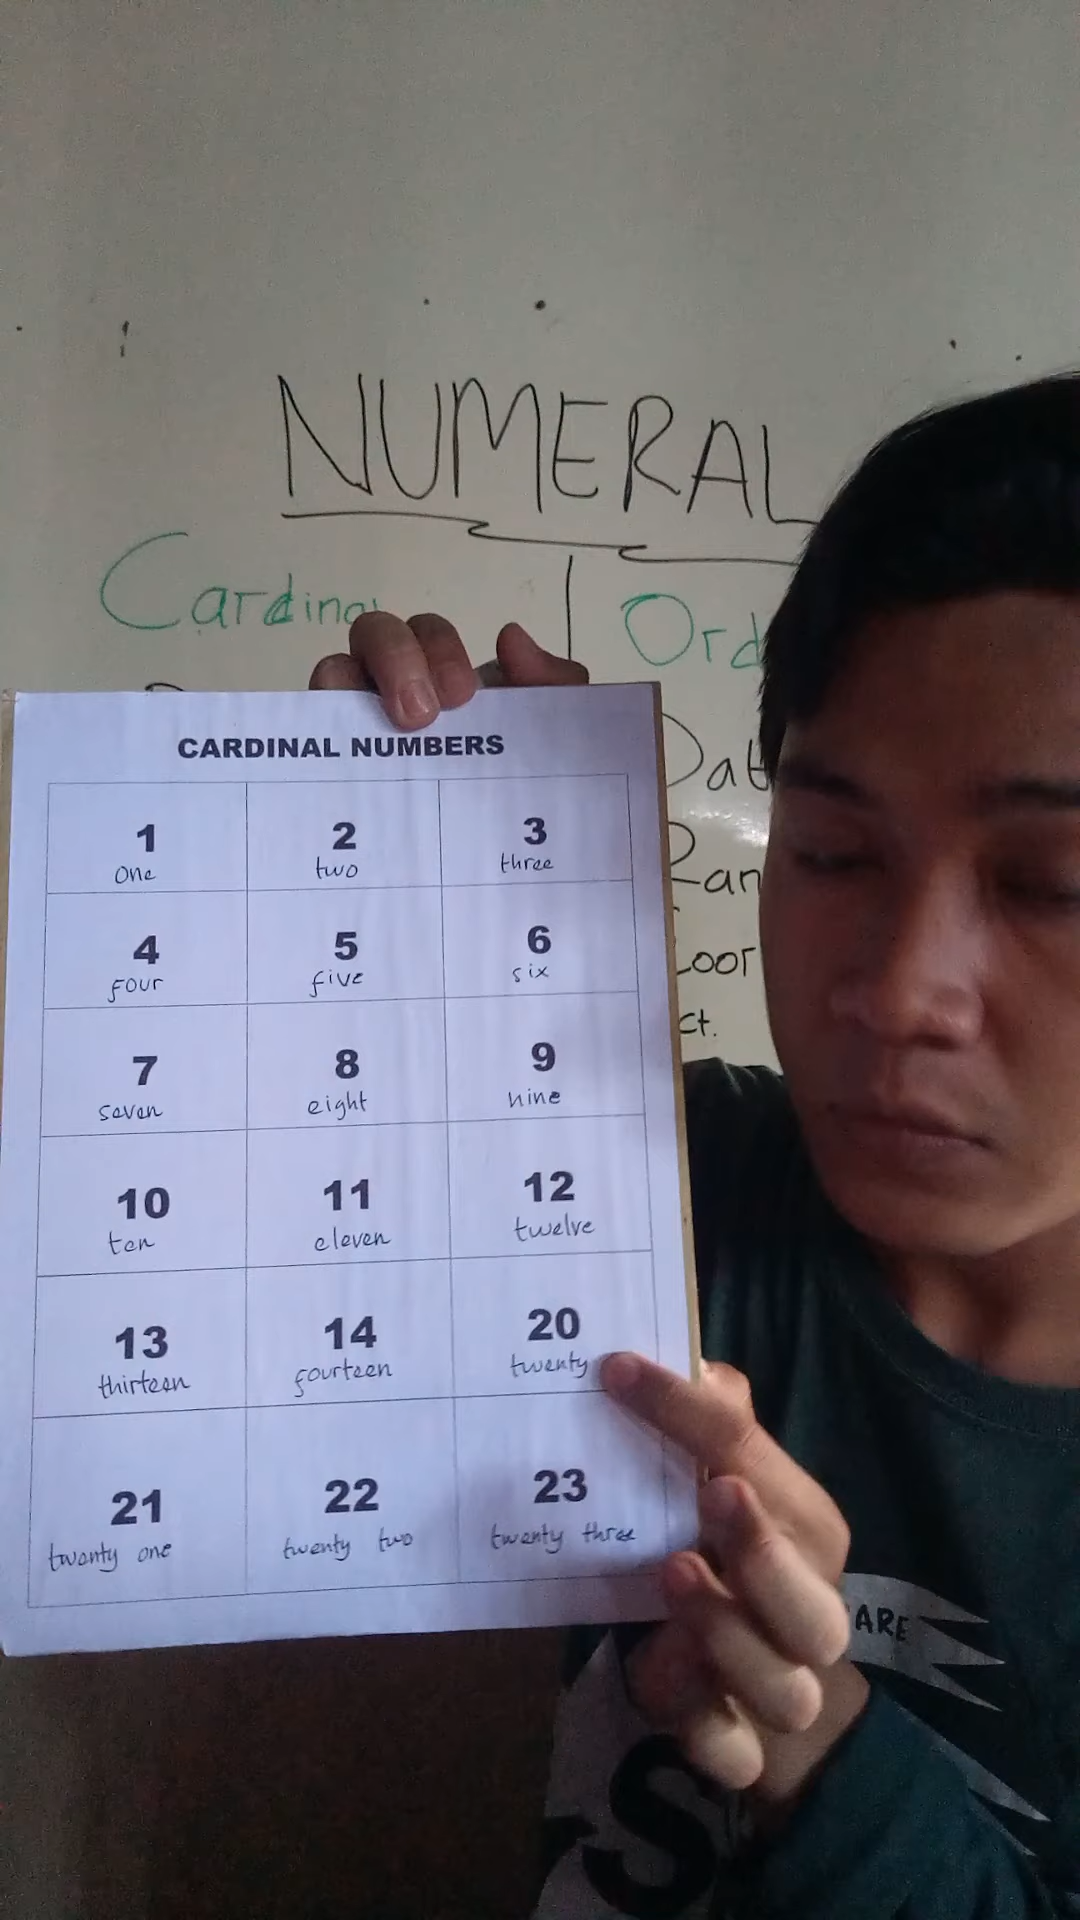 NUMERAL
Cardinal
CARDINAL NUMBERS
1 2 3
one two three
4 5 6
four five six
7 8 9
seven eight nine
10 11 12
ten eleven twelve
13 14 20
thirteen fourteen twenty
21 22 23
twenty one twenty two twenty three
ARE